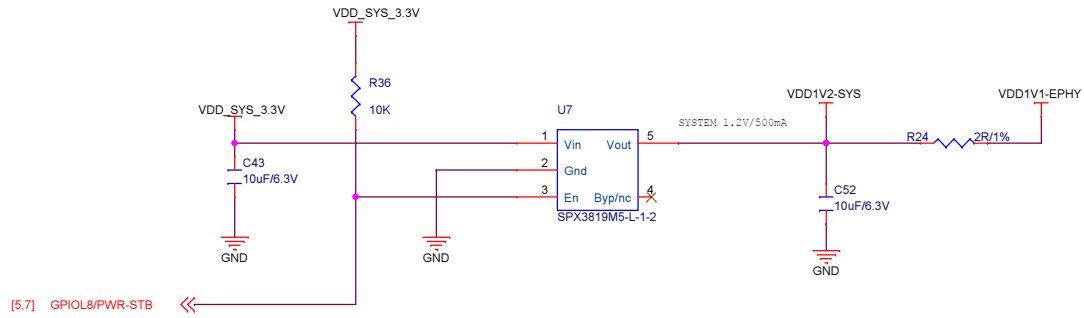 VDD_SYS_3.3V
R36
10K
VDD_SYS_3.3V
C43
10uF/6.3V
GND
GND
U7
1 Vin Vout 5
2 Gnd
3 En Byp/nc 4
SPX3819M5-L-1-2
SYSTEM 1.2V/500mA
VDD1V2-SYS
VDD1V1-EPHY
R24 2R/1%
C52
10uF/6.3V
GND
[5,7] GPIOL8/PWR-STB